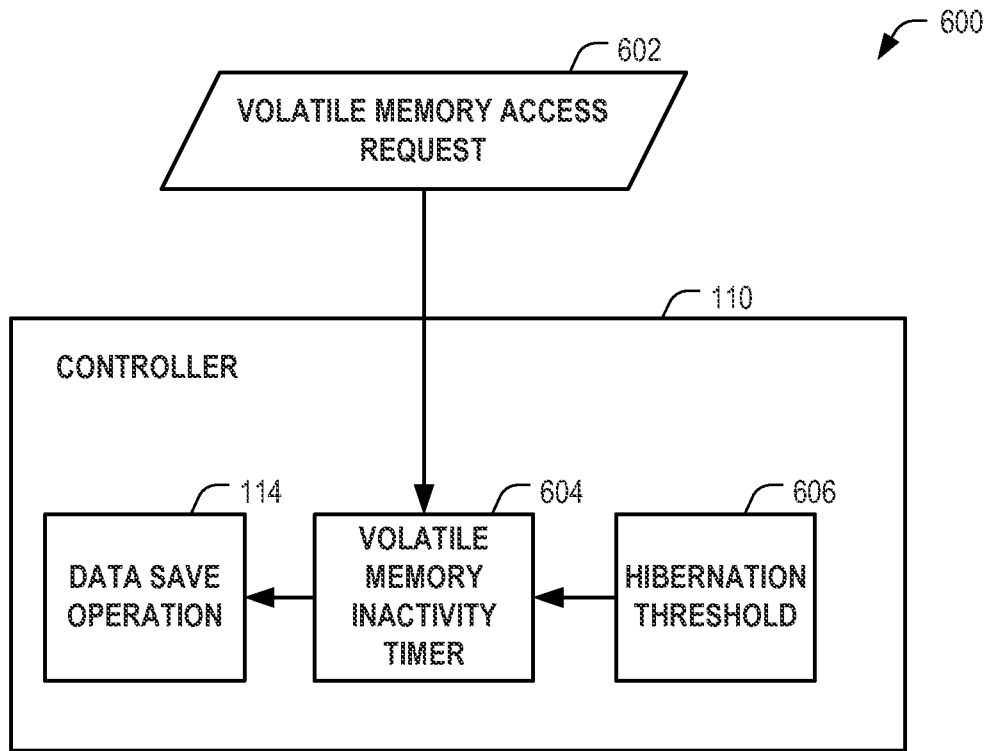 600
602
VOLATILE MEMORY ACCESS
REQUEST
110
CONTROLLER
114
DATA SAVE
OPERATION
604
VOLATILE
MEMORY
INACTIVITY
TIMER
606
HIBERNATION
THRESHOLD